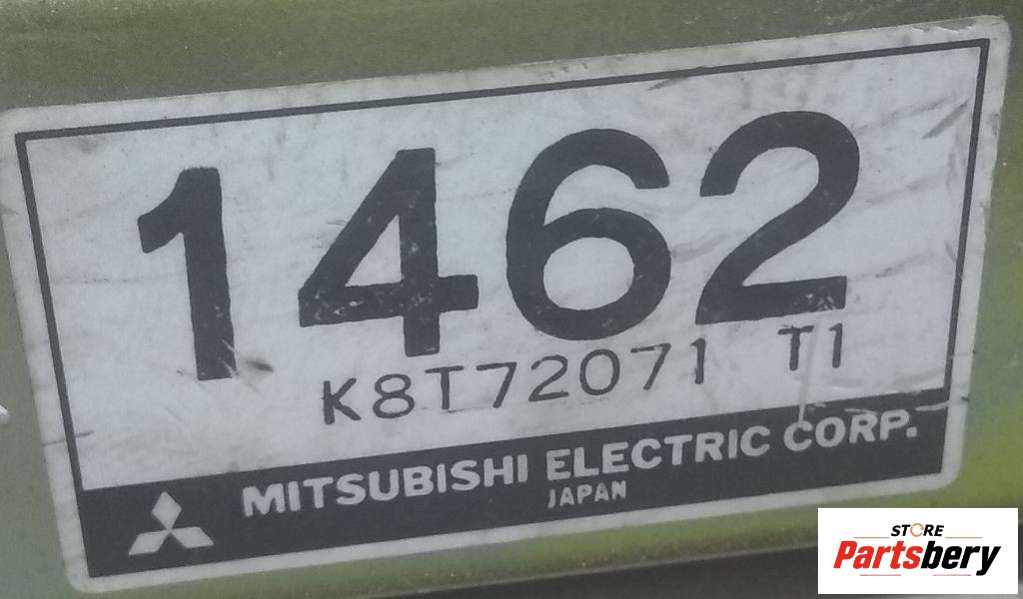 1462
K8T72071 T1
MITSUBISHI ELECTRIC CORP.
JAPAN
STORE
Partsbery